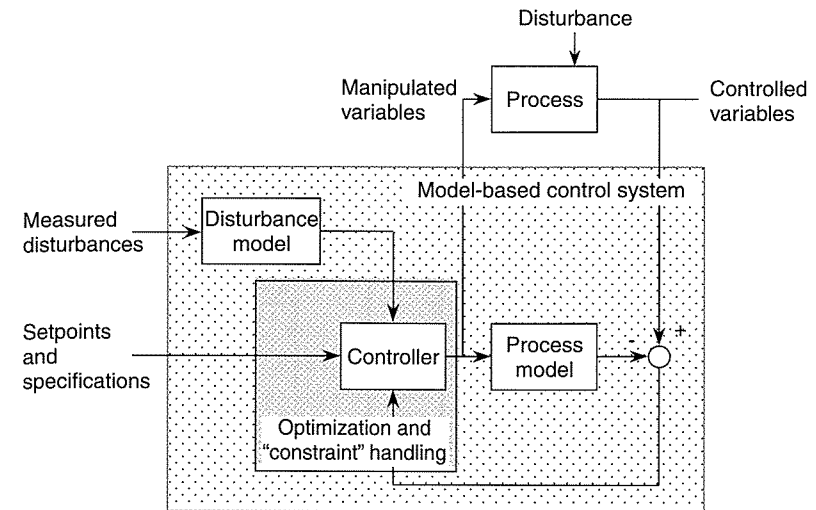 Disturbance
Manipulated
variables
Process
Controlled
variables
Model-based control system
Measured
disturbances
Disturbance
model
Setpoints
and
specifications
Controller
Process
model
-
+
Optimization and
“constraint” handling